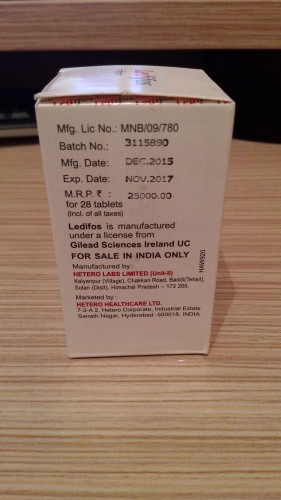 Ledifos
Mfg. Lic No.: MNB/09/780
Batch No.: 3115890
Mfg. Date: DEC.2015
Exp. Date: NOV.2017
M.R.P. ₹ : 25000.00
for 28 tablets
(Incl. of all taxes)
Ledifos is manufactured
under a license from
Gilead Sciences Ireland UC
FOR SALE IN INDIA ONLY
Manufactured by :
HETERO LABS LIMITED (Unit-II)
Kalyanpur (Village), Chakkan Road, Baddi(Tehsil),
Solan (Distt), Himachal Pradesh – 173 205.
Marketed by :
HETERO HEALTHCARE LTD.
7-2-A 2, Hetero Corporate, Industrial Estate
Sanath Nagar, Hyderabad - 500018, INDIA